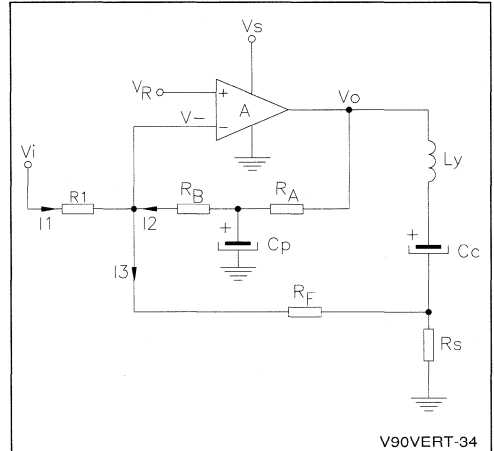 Vs
VR
+
A
Vo
V-
−
Vi
Ly
R1
RB
RA
I1
I2
+
Cp
+
Cc
I3
RF
Rs
V90VERT-34